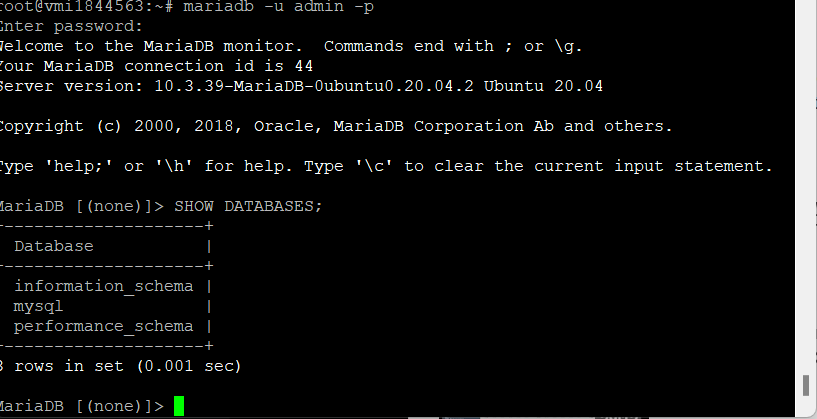 root@vmi1844563:~# mariadb -u admin -p
Enter password:
Welcome to the MariaDB monitor.  Commands end with ; or \g.
Your MariaDB connection id is 44
Server version: 10.3.39-MariaDB-0ubuntu0.20.04.2 Ubuntu 20.04

Copyright (c) 2000, 2018, Oracle, MariaDB Corporation Ab and others.

Type 'help;' or '\h' for help. Type '\c' to clear the current input statement.

MariaDB [(none)]> SHOW DATABASES;
+--------------------+
| Database           |
+--------------------+
| information_schema |
| mysql              |
| performance_schema |
+--------------------+
3 rows in set (0.001 sec)

MariaDB [(none)]>